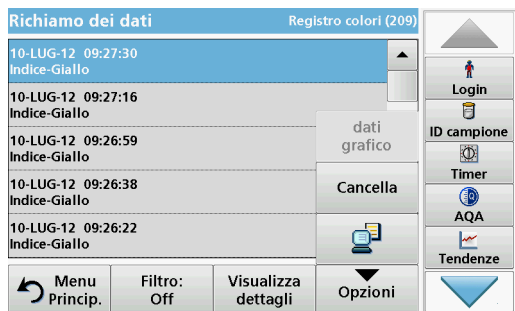 Richiamo dei dati
Registro colori (209)
10-LUG-12 09:27:30
Indice-Giallo
10-LUG-12 09:27:16
Indice-Giallo
10-LUG-12 09:26:59
Indice-Giallo
10-LUG-12 09:26:38
Indice-Giallo
10-LUG-12 09:26:22
Indice-Giallo
dati
grafico
Cancella
Menu
Princip.
Filtro:
Off
Visualizza
dettagli
Opzioni
Login
ID campione
Timer
AQA
Tendenze